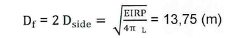 D_f = 2 D_side = √(EIRP / 4π L) = 13,75 (m)